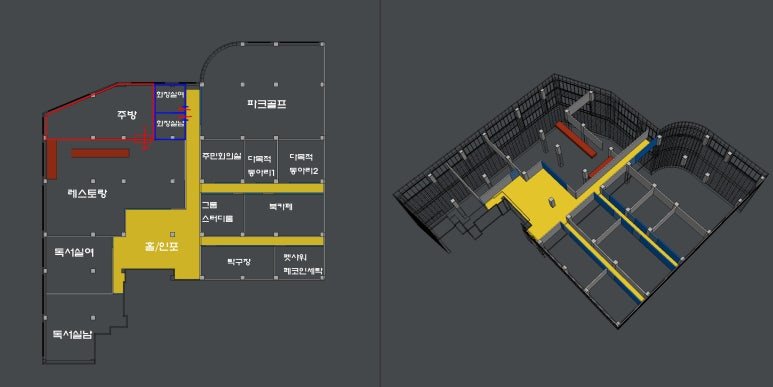 화장실여
주방
파크골프
화장실남
주민회의실
다목적
동아리1
다목적
동아리2
레스토랑
그룹
스터디룸
북카페
독서실여
홀/인포
탁구장
펫샤워
펫코인세탁
독서실남